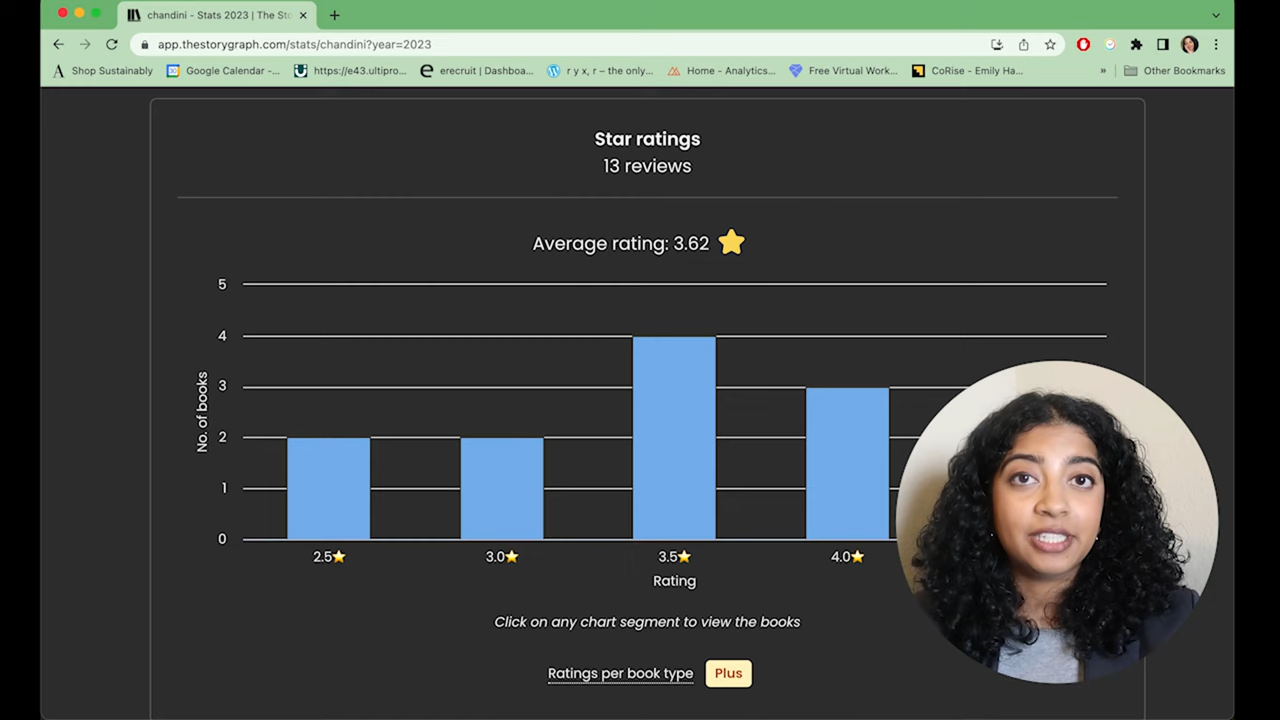 chandini - Stats 2023 | The Sto
app.thestorygraph.com/stats/chandini?year=2023
Shop Sustainably
Google Calendar -...
https://e43.ultipro...
erecruit | Dashboa...
r y x, r – the only...
Home - Analytics...
Free Virtual Work...
CoRise - Emily Ha...
»
Other Bookmarks
Star ratings
13 reviews
Average rating: 3.62
No. of books
5
4
3
2
1
0
2.5⭐
3.0⭐
3.5⭐
4.0⭐
Rating
Click on any chart segment to view the books
Ratings per book type
Plus